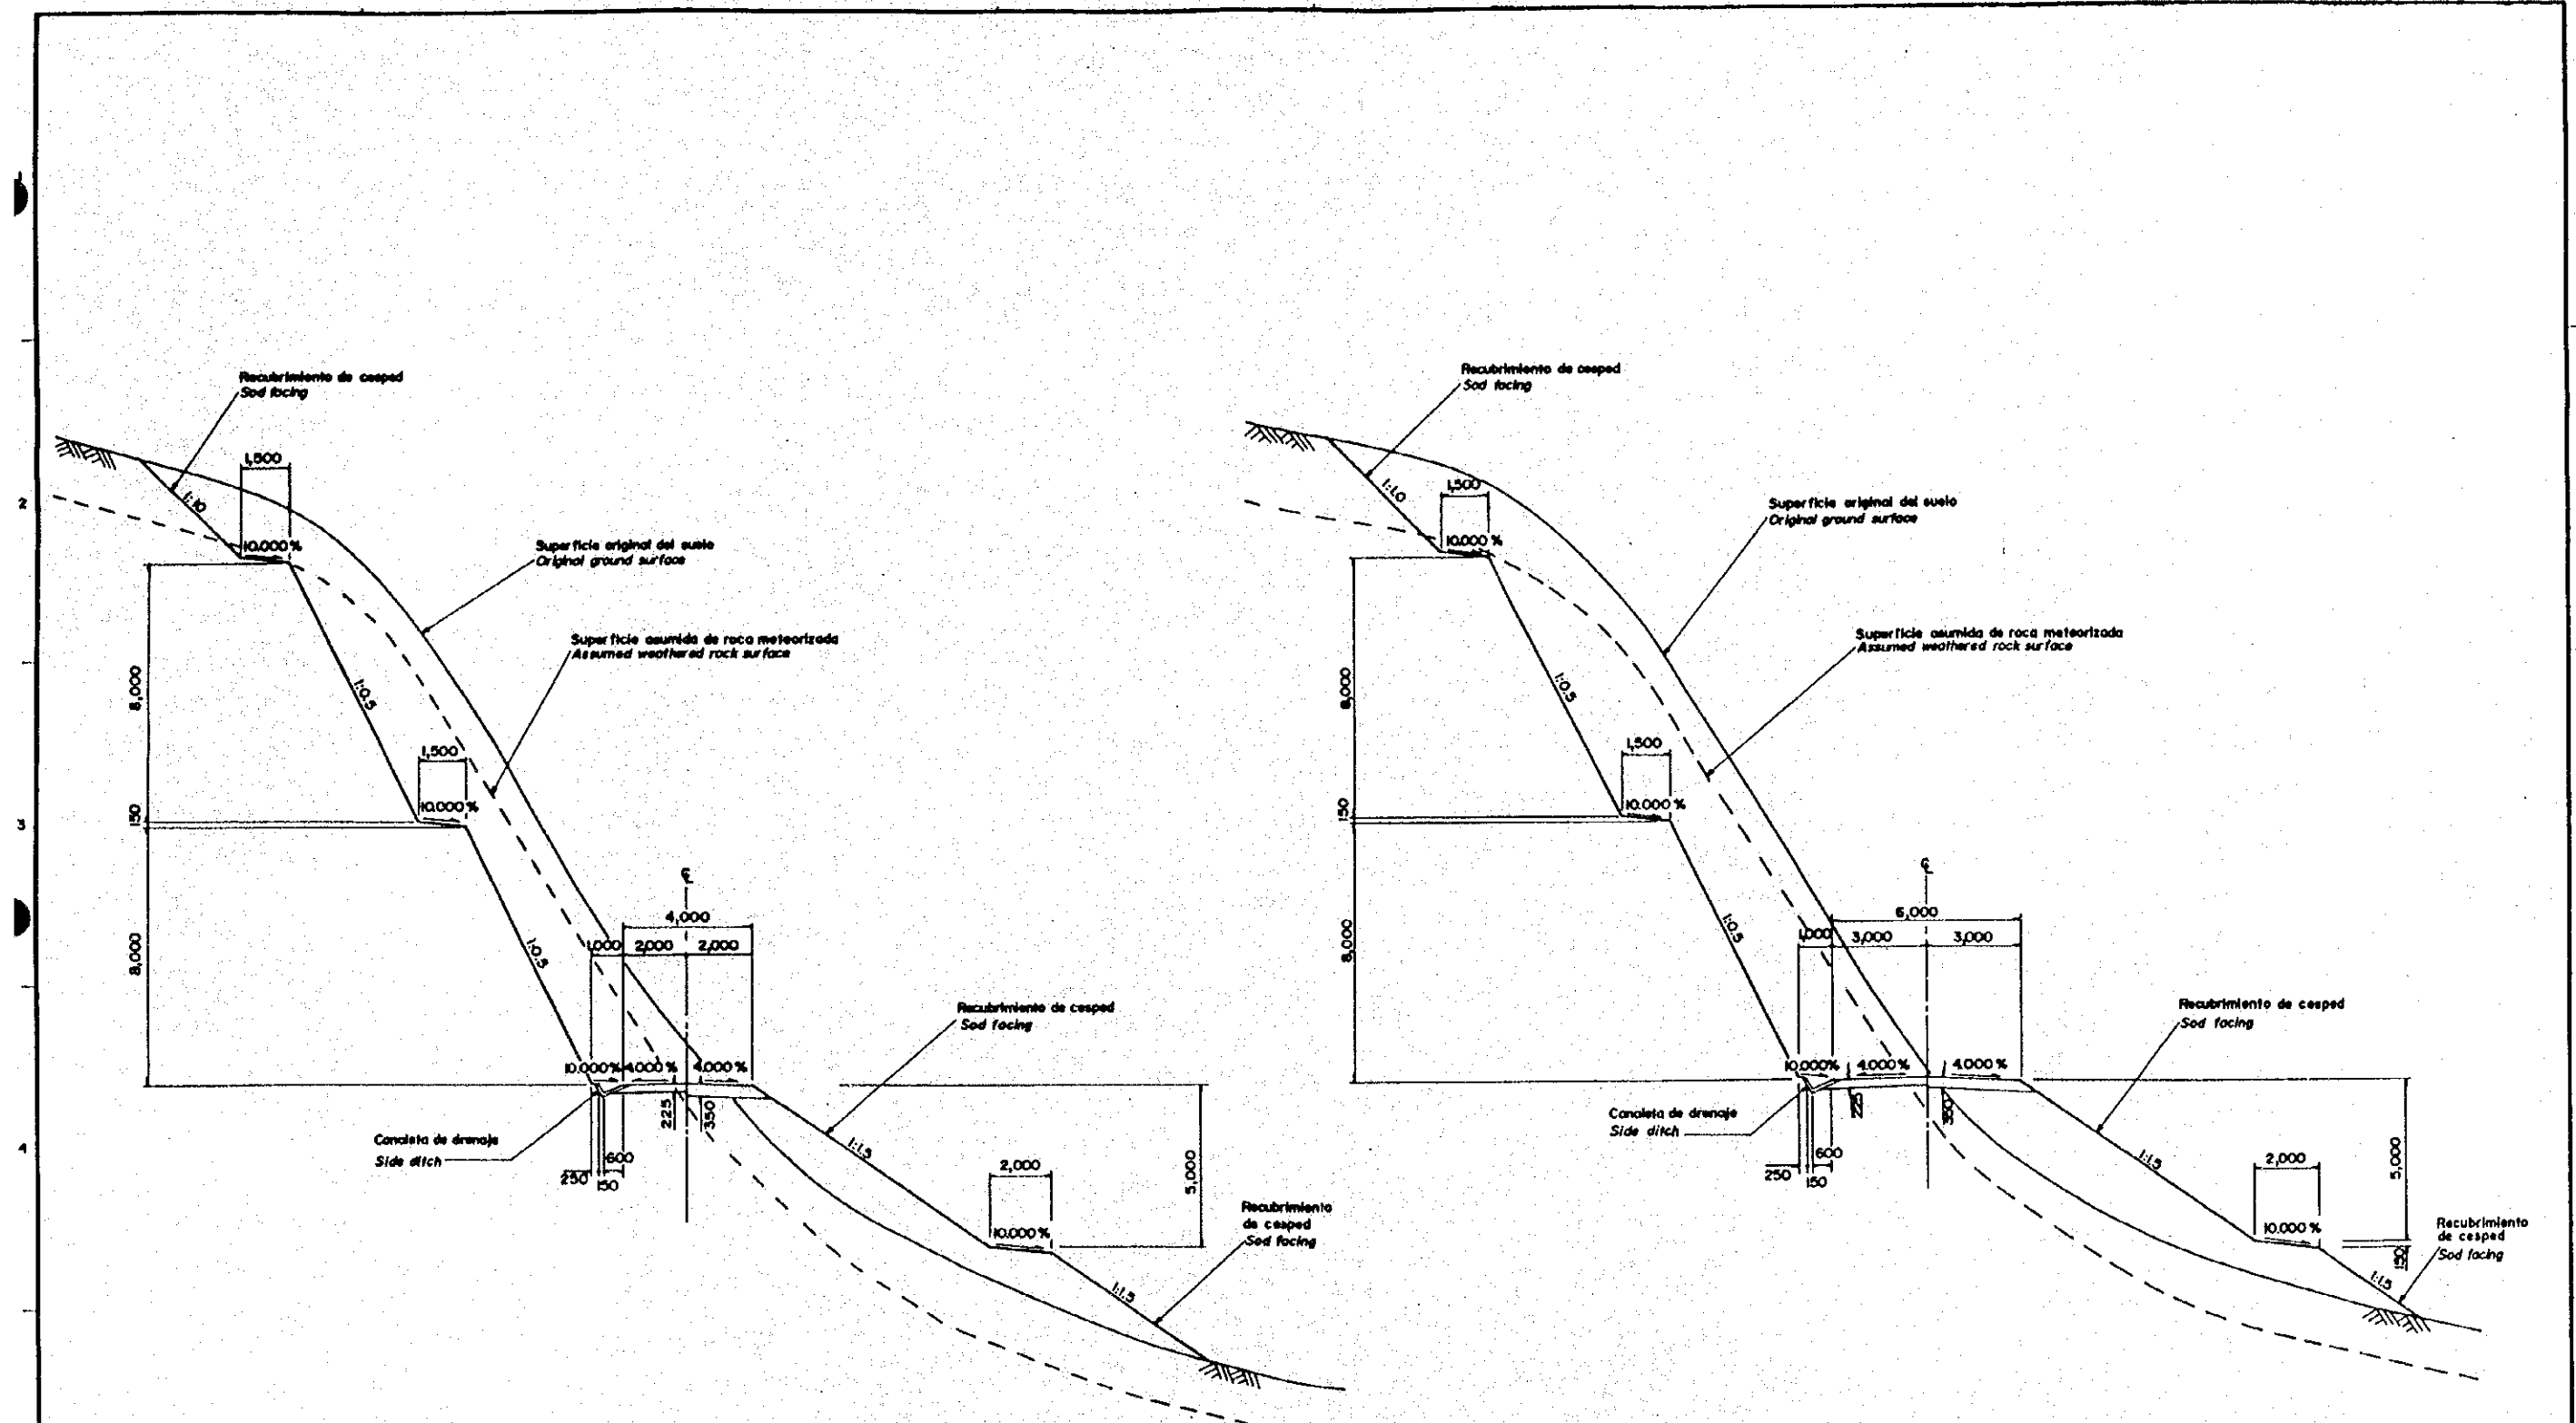 Recubrimiento de cesped
Sod facing
1,500
1:1.0
10.000 %
Superficie original del suelo
Original ground surface
Superficie asumida de roca meteorizada
Assumed weathered rock surface
8,000
1:0.5
1,500
10.000 %
150
8,000
1:0.5
℄
4,000
1,000
2,000
2,000
10.000%
4.000%
4.000%
225
350
Canaleta de drenaje
Side ditch
250
150
600
Recubrimiento de cesped
Sod facing
1:1.5
2,000
10.000 %
5,000
Recubrimiento
de cesped
Sod facing
1:1.5
Recubrimiento de cesped
Sod facing
1,500
1:1.0
10.000 %
Superficie original del suelo
Original ground surface
Superficie asumida de roca meteorizada
Assumed weathered rock surface
8,000
1:0.5
1,500
10.000 %
150
8,000
1:0.5
℄
6,000
1,000
3,000
3,000
10.000%
4.000%
4.000%
225
350
Canaleta de drenaje
Side ditch
250
150
600
Recubrimiento de cesped
Sod facing
1:1.5
2,000
10.000 %
5,000
150
Recubrimiento
de cesped
Sod facing
1:1.5
2
3
4